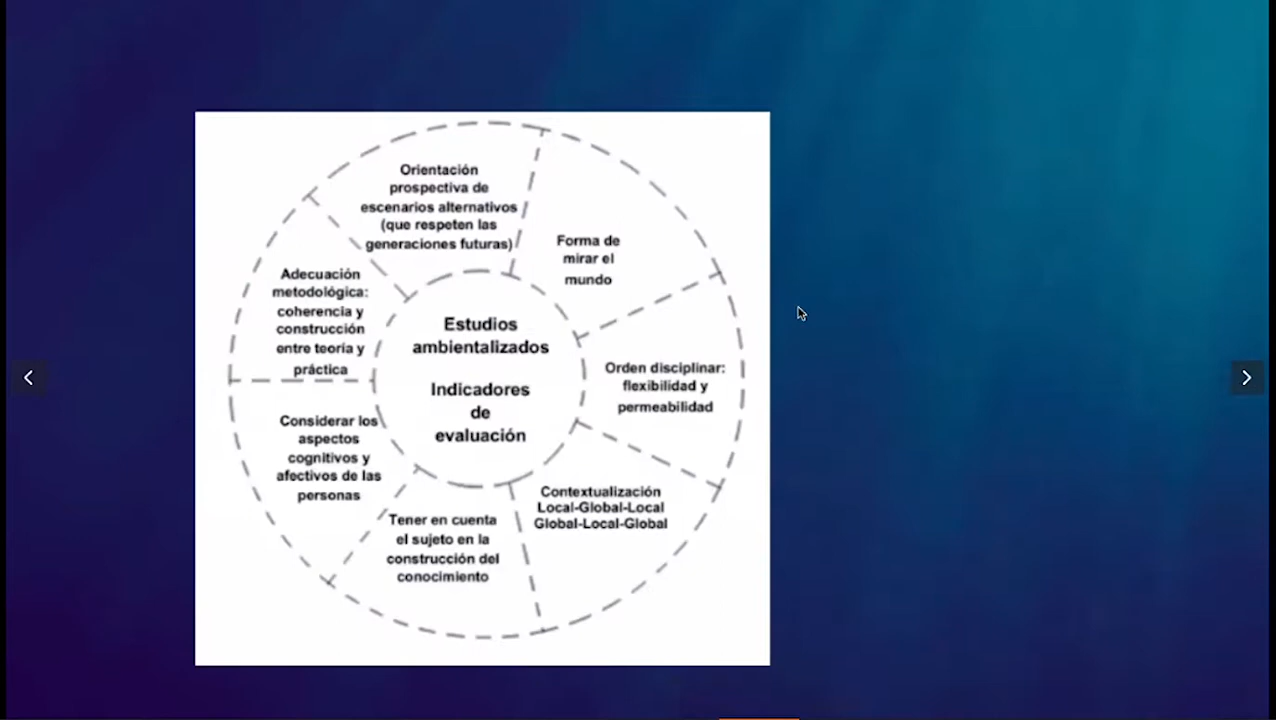 Orientación
prospectiva de
escenarios alternativos
(que respeten las
generaciones futuras)
Forma de
mirar el
mundo
Orden disciplinar:
flexibilidad y
permeabilidad
Contextualización
Local-Global-Local
Global-Local-Global
Tener en cuenta
el sujeto en la
construcción del
conocimiento
Considerar los
aspectos
cognitivos y
afectivos de las
personas
Adecuación
metodológica:
coherencia y
construcción
entre teoría y
práctica
Estudios
ambientalizados
Indicadores
de
evaluación